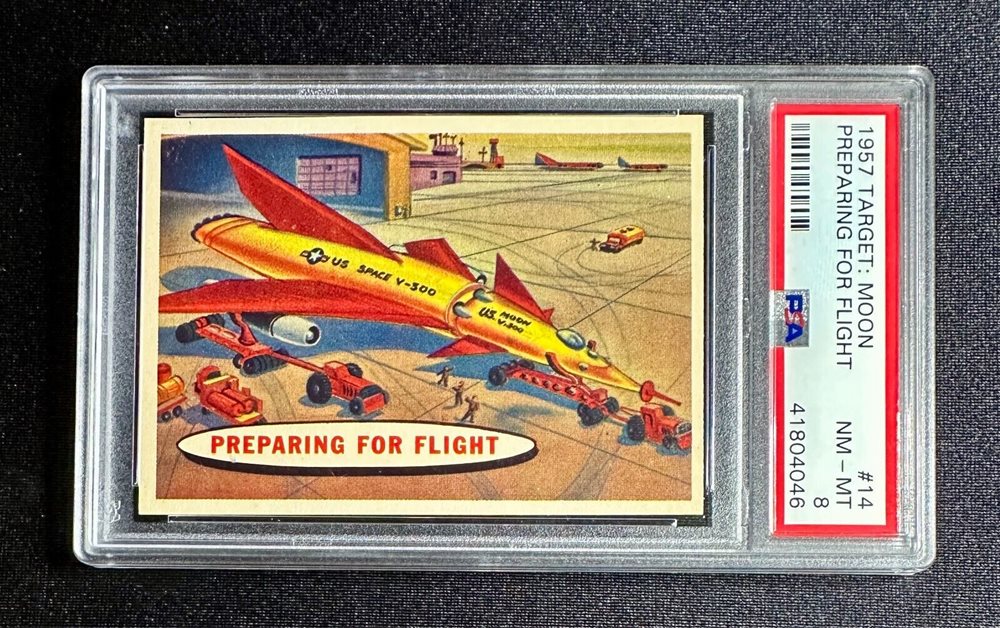 US SPACE V-300
U.S. MOON
V-300
PREPARING FOR FLIGHT
1957 TARGET: MOON
PREPARING FOR FLIGHT
#14
NM - MT
8
41804046
PSA